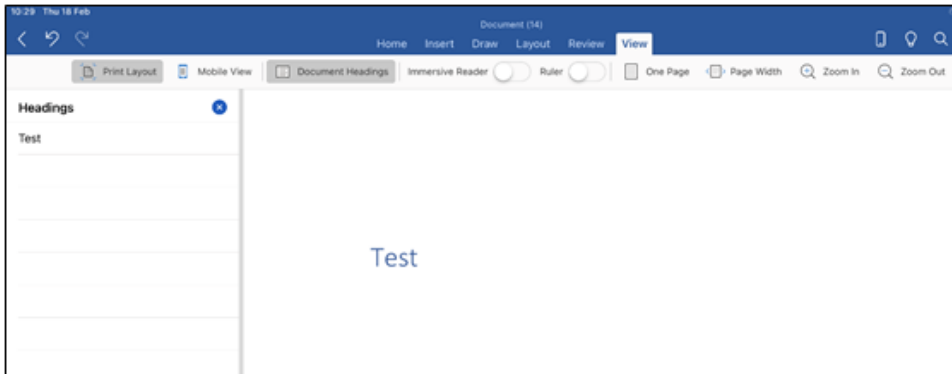 10:29 Thu 18 Feb
Document (14)
Home Insert Draw Layout Review View
Print Layout Mobile View Document Headings Immersive Reader Ruler One Page Page Width Zoom In Zoom Out
Headings
Test
Test